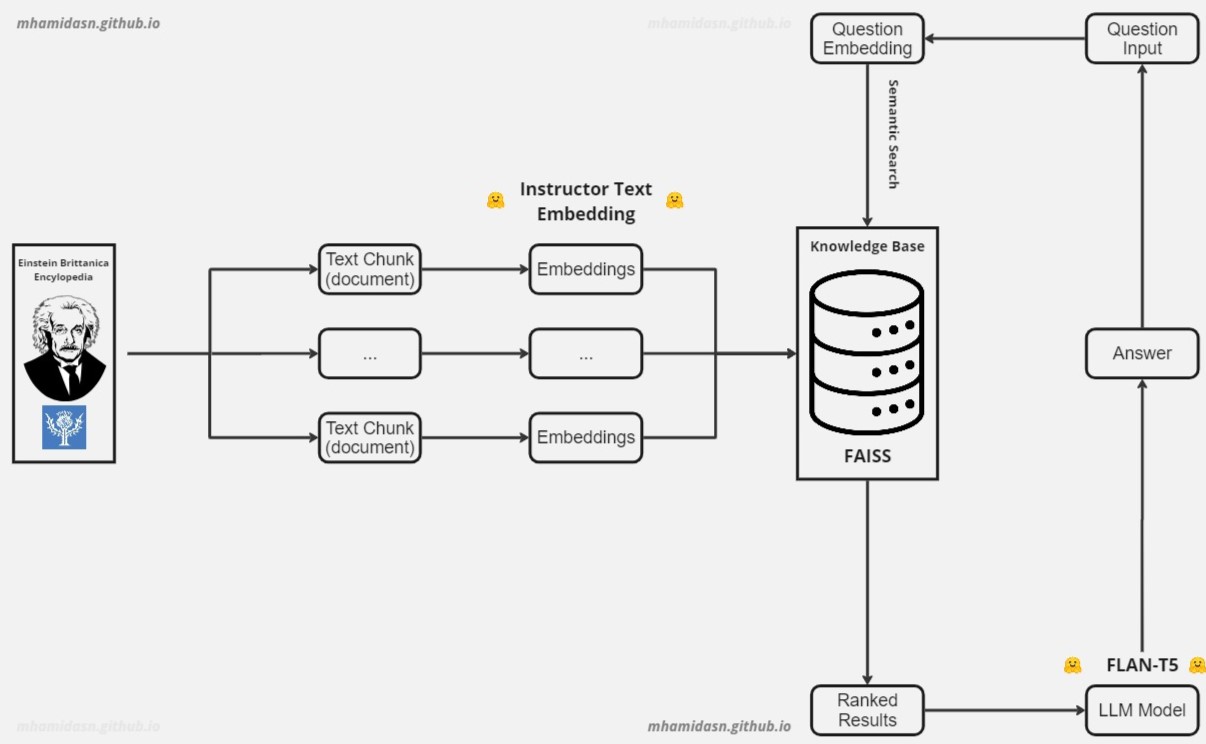 mhamidasn.github.io
mhamidasn.github.io
Question
Embedding
Question
Input
Semantic Search
Instructor Text
Embedding
Einstein Brittanica
Encylopedia
Text Chunk
(document)
Embeddings
Knowledge Base
...
...
Answer
Text Chunk
(document)
Embeddings
FAISS
FLAN-T5
Ranked
Results
LLM Model
mhamidasn.github.io
mhamidasn.github.io